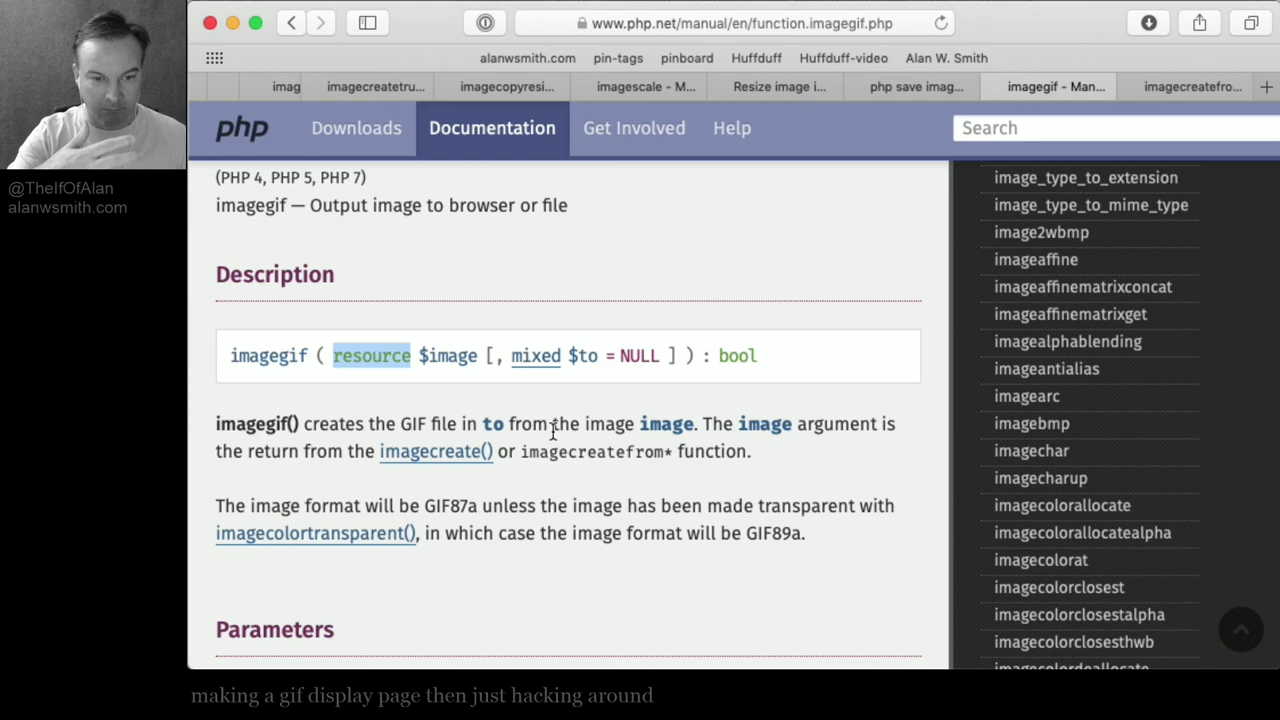 www.php.net/manual/en/function.imagegif.php
alanwsmith.com pin-tags pinboard Huffduff Huffduff-video Alan W. Smith
imag imagecreatetru... imagecopyresi... imagescale - M... Resize image i... php save imag... imagegif - Man... imagecreatefro...
php Downloads Documentation Get Involved Help Search
@TheIfOfAlan
alanwsmith.com
(PHP 4, PHP 5, PHP 7)
imagegif — Output image to browser or file
Description
imagegif ( resource $image [, mixed $to = NULL ] ) : bool
imagegif() creates the GIF file in to from the image image. The image argument is
the return from the imagecreate() or imagecreatefrom* function.
The image format will be GIF87a unless the image has been made transparent with
imagecolortransparent(), in which case the image format will be GIF89a.
Parameters
image_type_to_extension
image_type_to_mime_type
image2wbmp
imageaffine
imageaffinematrixconcat
imageaffinematrixget
imagealphablending
imageantialias
imagearc
imagebmp
imagechar
imagecharup
imagecolorallocate
imagecolorallocatealpha
imagecolorat
imagecolorclosest
imagecolorclosestalpha
imagecolorclosesthwb
imagecolordeallocate
making a gif display page then just hacking around